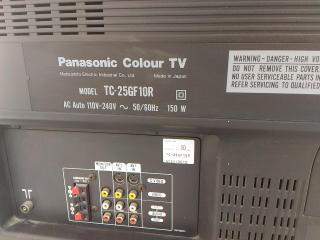 Panasonic Colour TV
Matsushita Electric Industrial Co., Ltd. Made in Japan
MODEL TC-25GF10R
AC Auto 110V-240V ~ 50/60Hz 150 W
WARNING - DANGER - HIGH VO
DO NOT REMOVE THIS COVER.
NO USER SERVICEABLE PARTS IN
REFER SERVICING TO QUALIFIED
TC-25GF10R